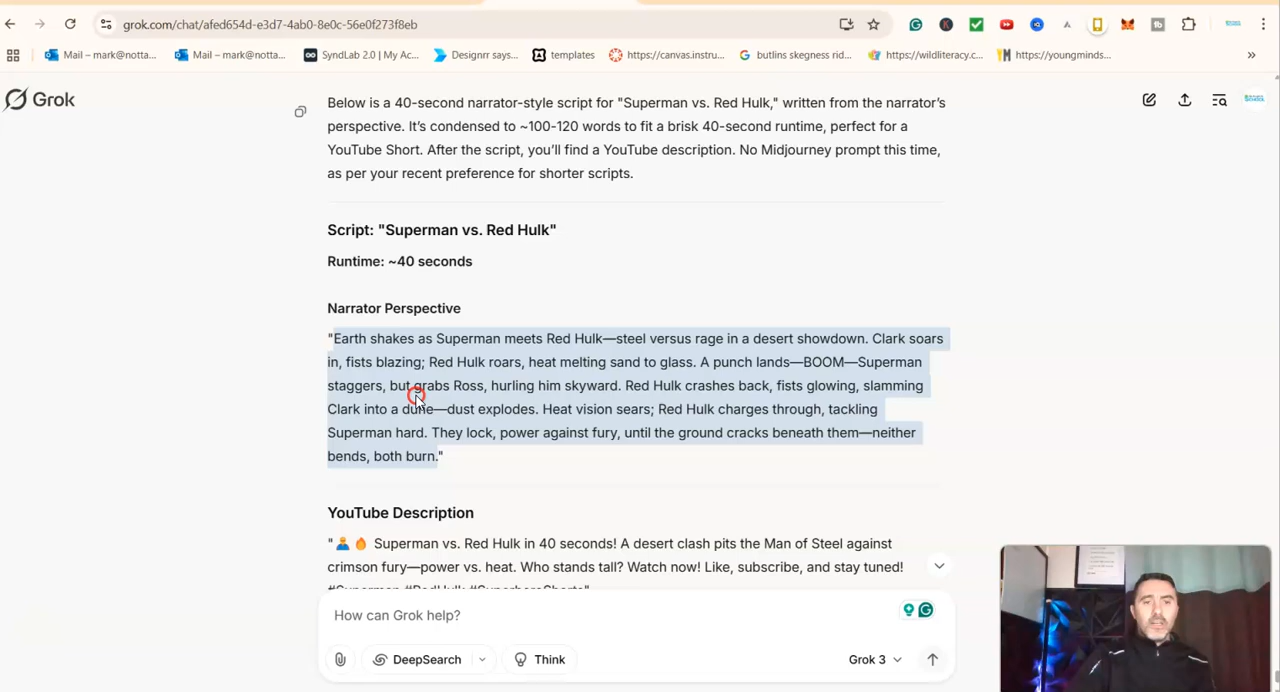 grok.com/chat/afed654d-e3d7-4ab0-8e0c-56e0f273f8eb
Mail – mark@notta...
Mail – mark@notta...
SyndLab 2.0 | My Ac...
Designrr says...
templates
https://canvas.instru...
butlins skegness rid...
https://wildliteracy.c...
https://youngminds...
»
Grok
Below is a 40-second narrator-style script for "Superman vs. Red Hulk," written from the narrator's
perspective. It's condensed to ~100-120 words to fit a brisk 40-second runtime, perfect for a
YouTube Short. After the script, you'll find a YouTube description. No Midjourney prompt this time,
as per your recent preference for shorter scripts.
Script: "Superman vs. Red Hulk"
Runtime: ~40 seconds
Narrator Perspective
"Earth shakes as Superman meets Red Hulk—steel versus rage in a desert showdown. Clark soars
in, fists blazing; Red Hulk roars, heat melting sand to glass. A punch lands—BOOM—Superman
staggers, but grabs Ross, hurling him skyward. Red Hulk crashes back, fists glowing, slamming
Clark into a dune—dust explodes. Heat vision sears; Red Hulk charges through, tackling
Superman hard. They lock, power against fury, until the ground cracks beneath them—neither
bends, both burn."
YouTube Description
"🦸‍♂️🔥 Superman vs. Red Hulk in 40 seconds! A desert clash pits the Man of Steel against
crimson fury—power vs. heat. Who stands tall? Watch now! Like, subscribe, and stay tuned!
#Superman #RedHulk #SuperheroShorts"
How can Grok help?
DeepSearch
Think
Grok 3